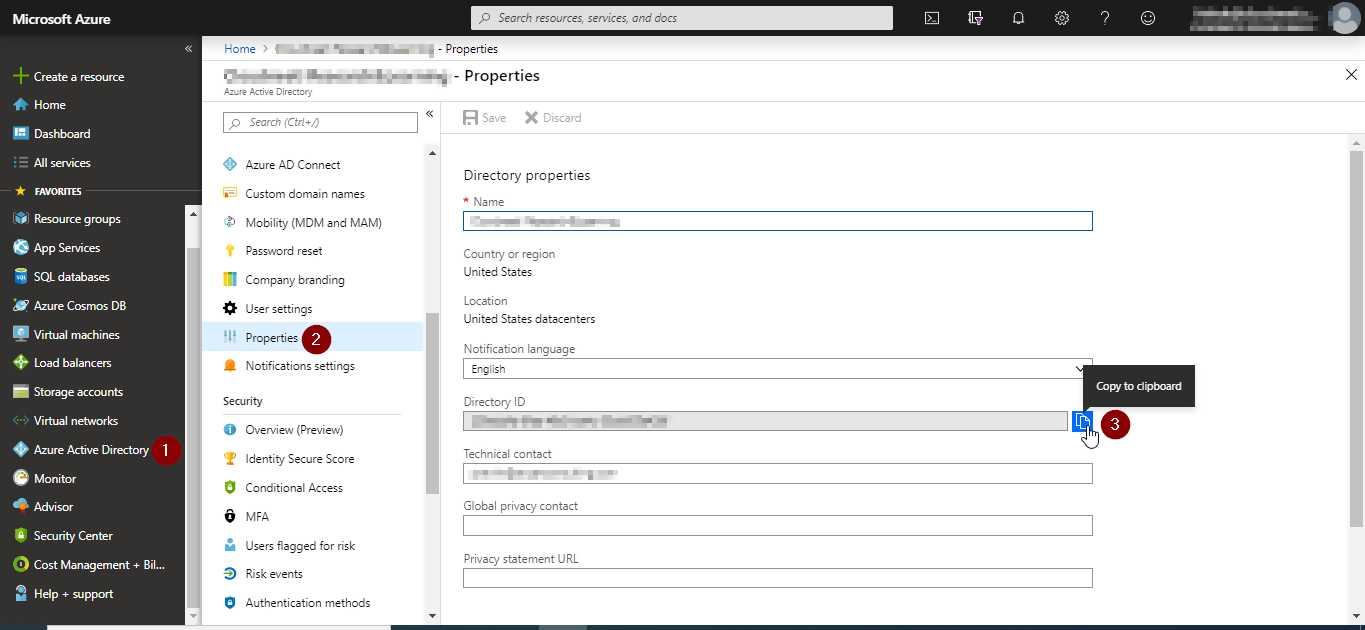 Microsoft Azure
Search resources, services, and docs
Create a resource
Home
Dashboard
All services
FAVORITES
Resource groups
App Services
SQL databases
Azure Cosmos DB
Virtual machines
Load balancers
Storage accounts
Virtual networks
Azure Active Directory 1
Monitor
Advisor
Security Center
Cost Management + Bil...
Help + support
Home > - Properties
- Properties
Azure Active Directory
Search (Ctrl+/)
Azure AD Connect
Custom domain names
Mobility (MDM and MAM)
Password reset
Company branding
User settings
Properties 2
Notifications settings
Security
Overview (Preview)
Identity Secure Score
Conditional Access
MFA
Users flagged for risk
Risk events
Authentication methods
Save Discard
Directory properties
* Name
Country or region
United States
Location
United States datacenters
Notification language
English
Copy to clipboard
Directory ID
3
Technical contact
Global privacy contact
Privacy statement URL